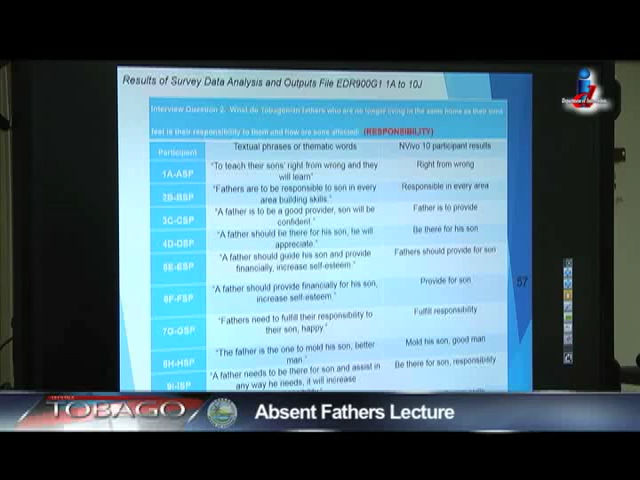 Results of Survey Data Analysis and Outputs File EDR900G1 1A to 10J
Interview Question 2. What do Tobagonian fathers who are no longer living in the same home as their sons
feel is their responsibility to them and how are sons affected. (RESPONSIBILITY)
Participant
Textual phrases or thematic words
NVivo 10 participant results
1A-ASP
"To teach their sons' right from wrong and they
will learn"
Right from wrong
2B-BSP
"Fathers are to be responsible to son in every
area building skills."
Responsible in every area
3C-CSP
"A father is to be a good provider, son will be
confident."
Father is to provide
4D-DSP
"A father should be there for his son, he will
appreciate."
Be there for his son
5E-ESP
"A father should guide his son and provide
financially, increase self-esteem."
Fathers should provide for son
6F-FSP
"A father should provide financially for his son,
increase self-esteem."
Provide for son
57
7G-GSP
"Fathers need to fulfill their responsibility to
their son, happy."
Fulfill responsibility
8H-HSP
"The father is the one to mold his son, better
man."
Mold his son, good man
9I-ISP
"A father needs to be there for son and assist in
any way he needs, it will increase
Be there for son, responsibility
TOBAGO
Absent Fathers Lecture